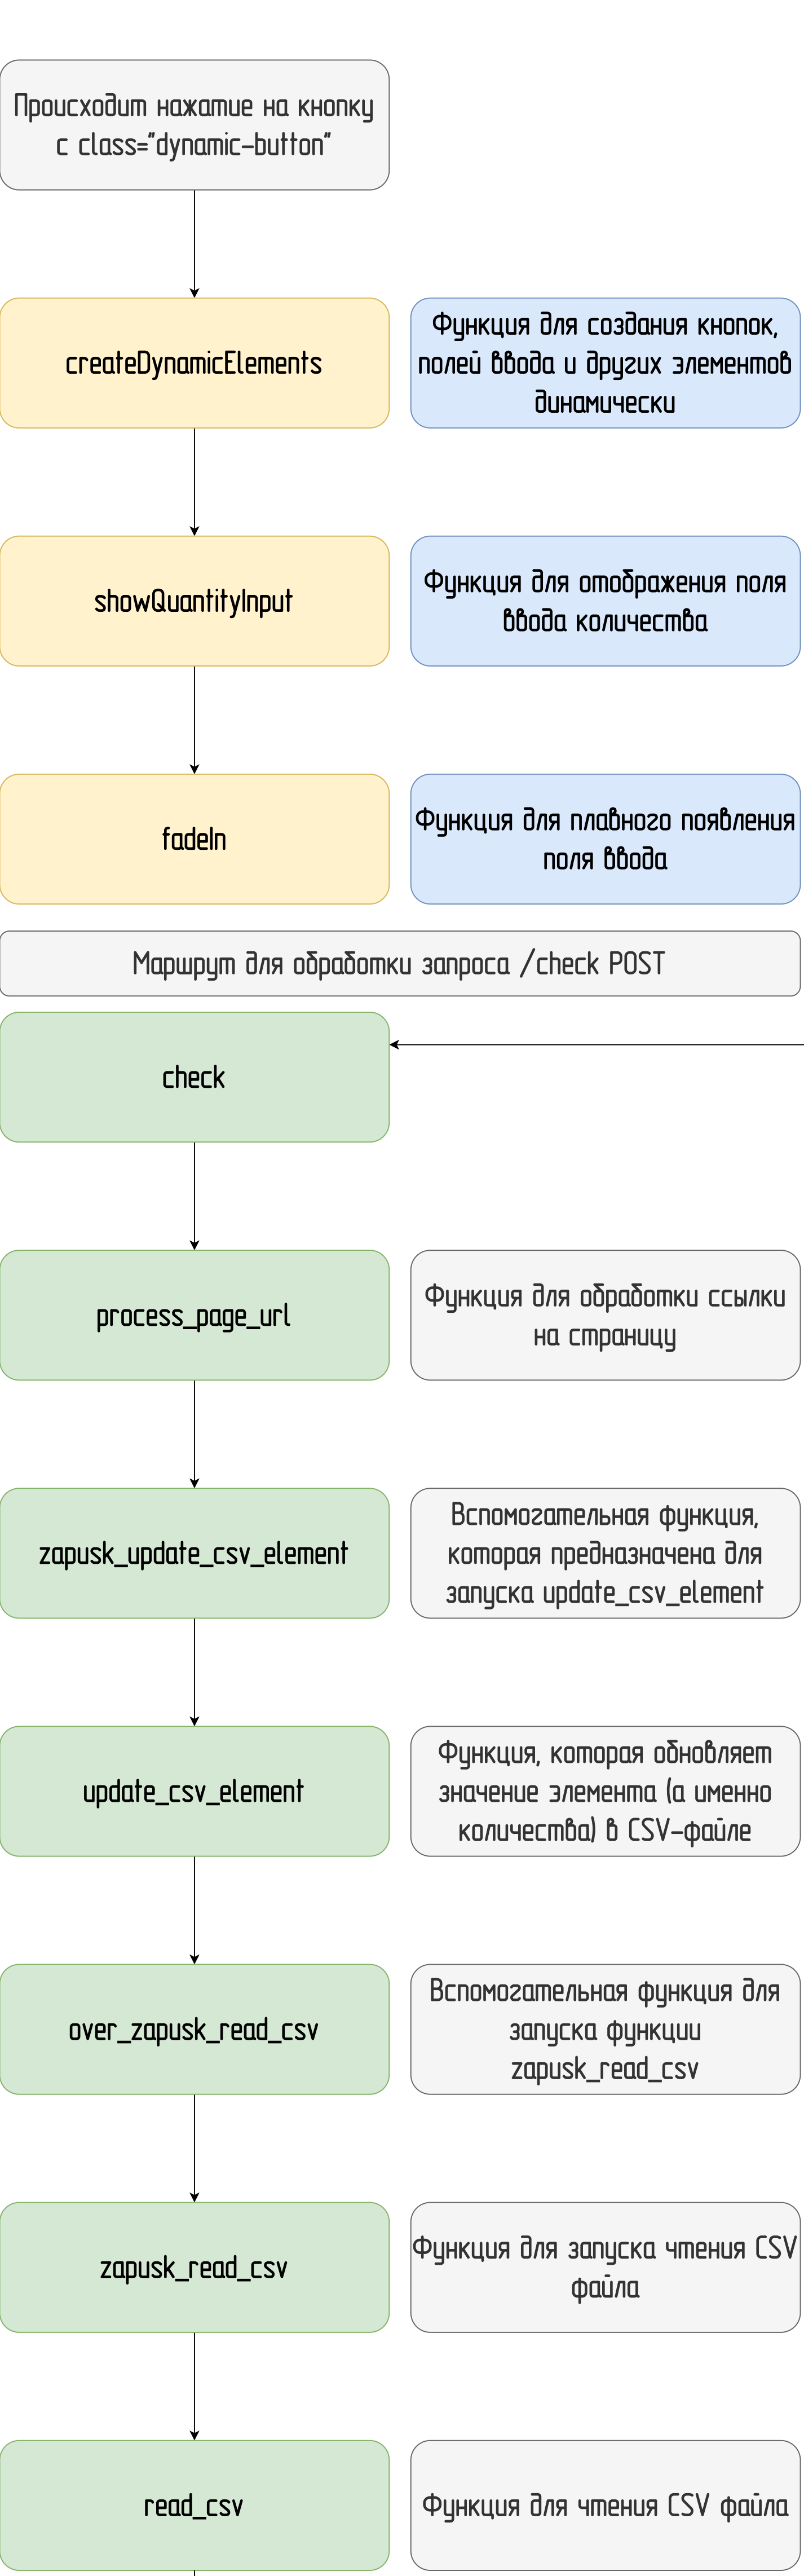 Происходит нажатие на кнопку
с class="dynamic-button"
createDynamicElements
Функция для создания кнопок,
полей ввода и других элементов
динамически
showQuantityInput
Функция для отображения поля
ввода количества
fadeIn
Функция для плавного появления
поля ввода
Маршрут для обработки запроса /check POST
check
process_page_url
Функция для обработки ссылки
на страницу
zapusk_update_csv_element
Вспомогательная функция,
которая предназначена для
запуска update_csv_element
update_csv_element
Функция, которая обновляет
значение элемента (а именно
количества) в CSV-файле
over_zapusk_read_csv
Вспомогательная функция для
запуска функции
zapusk_read_csv
zapusk_read_csv
Функция для запуска чтения CSV
файла
read_csv
Функция для чтения CSV файла